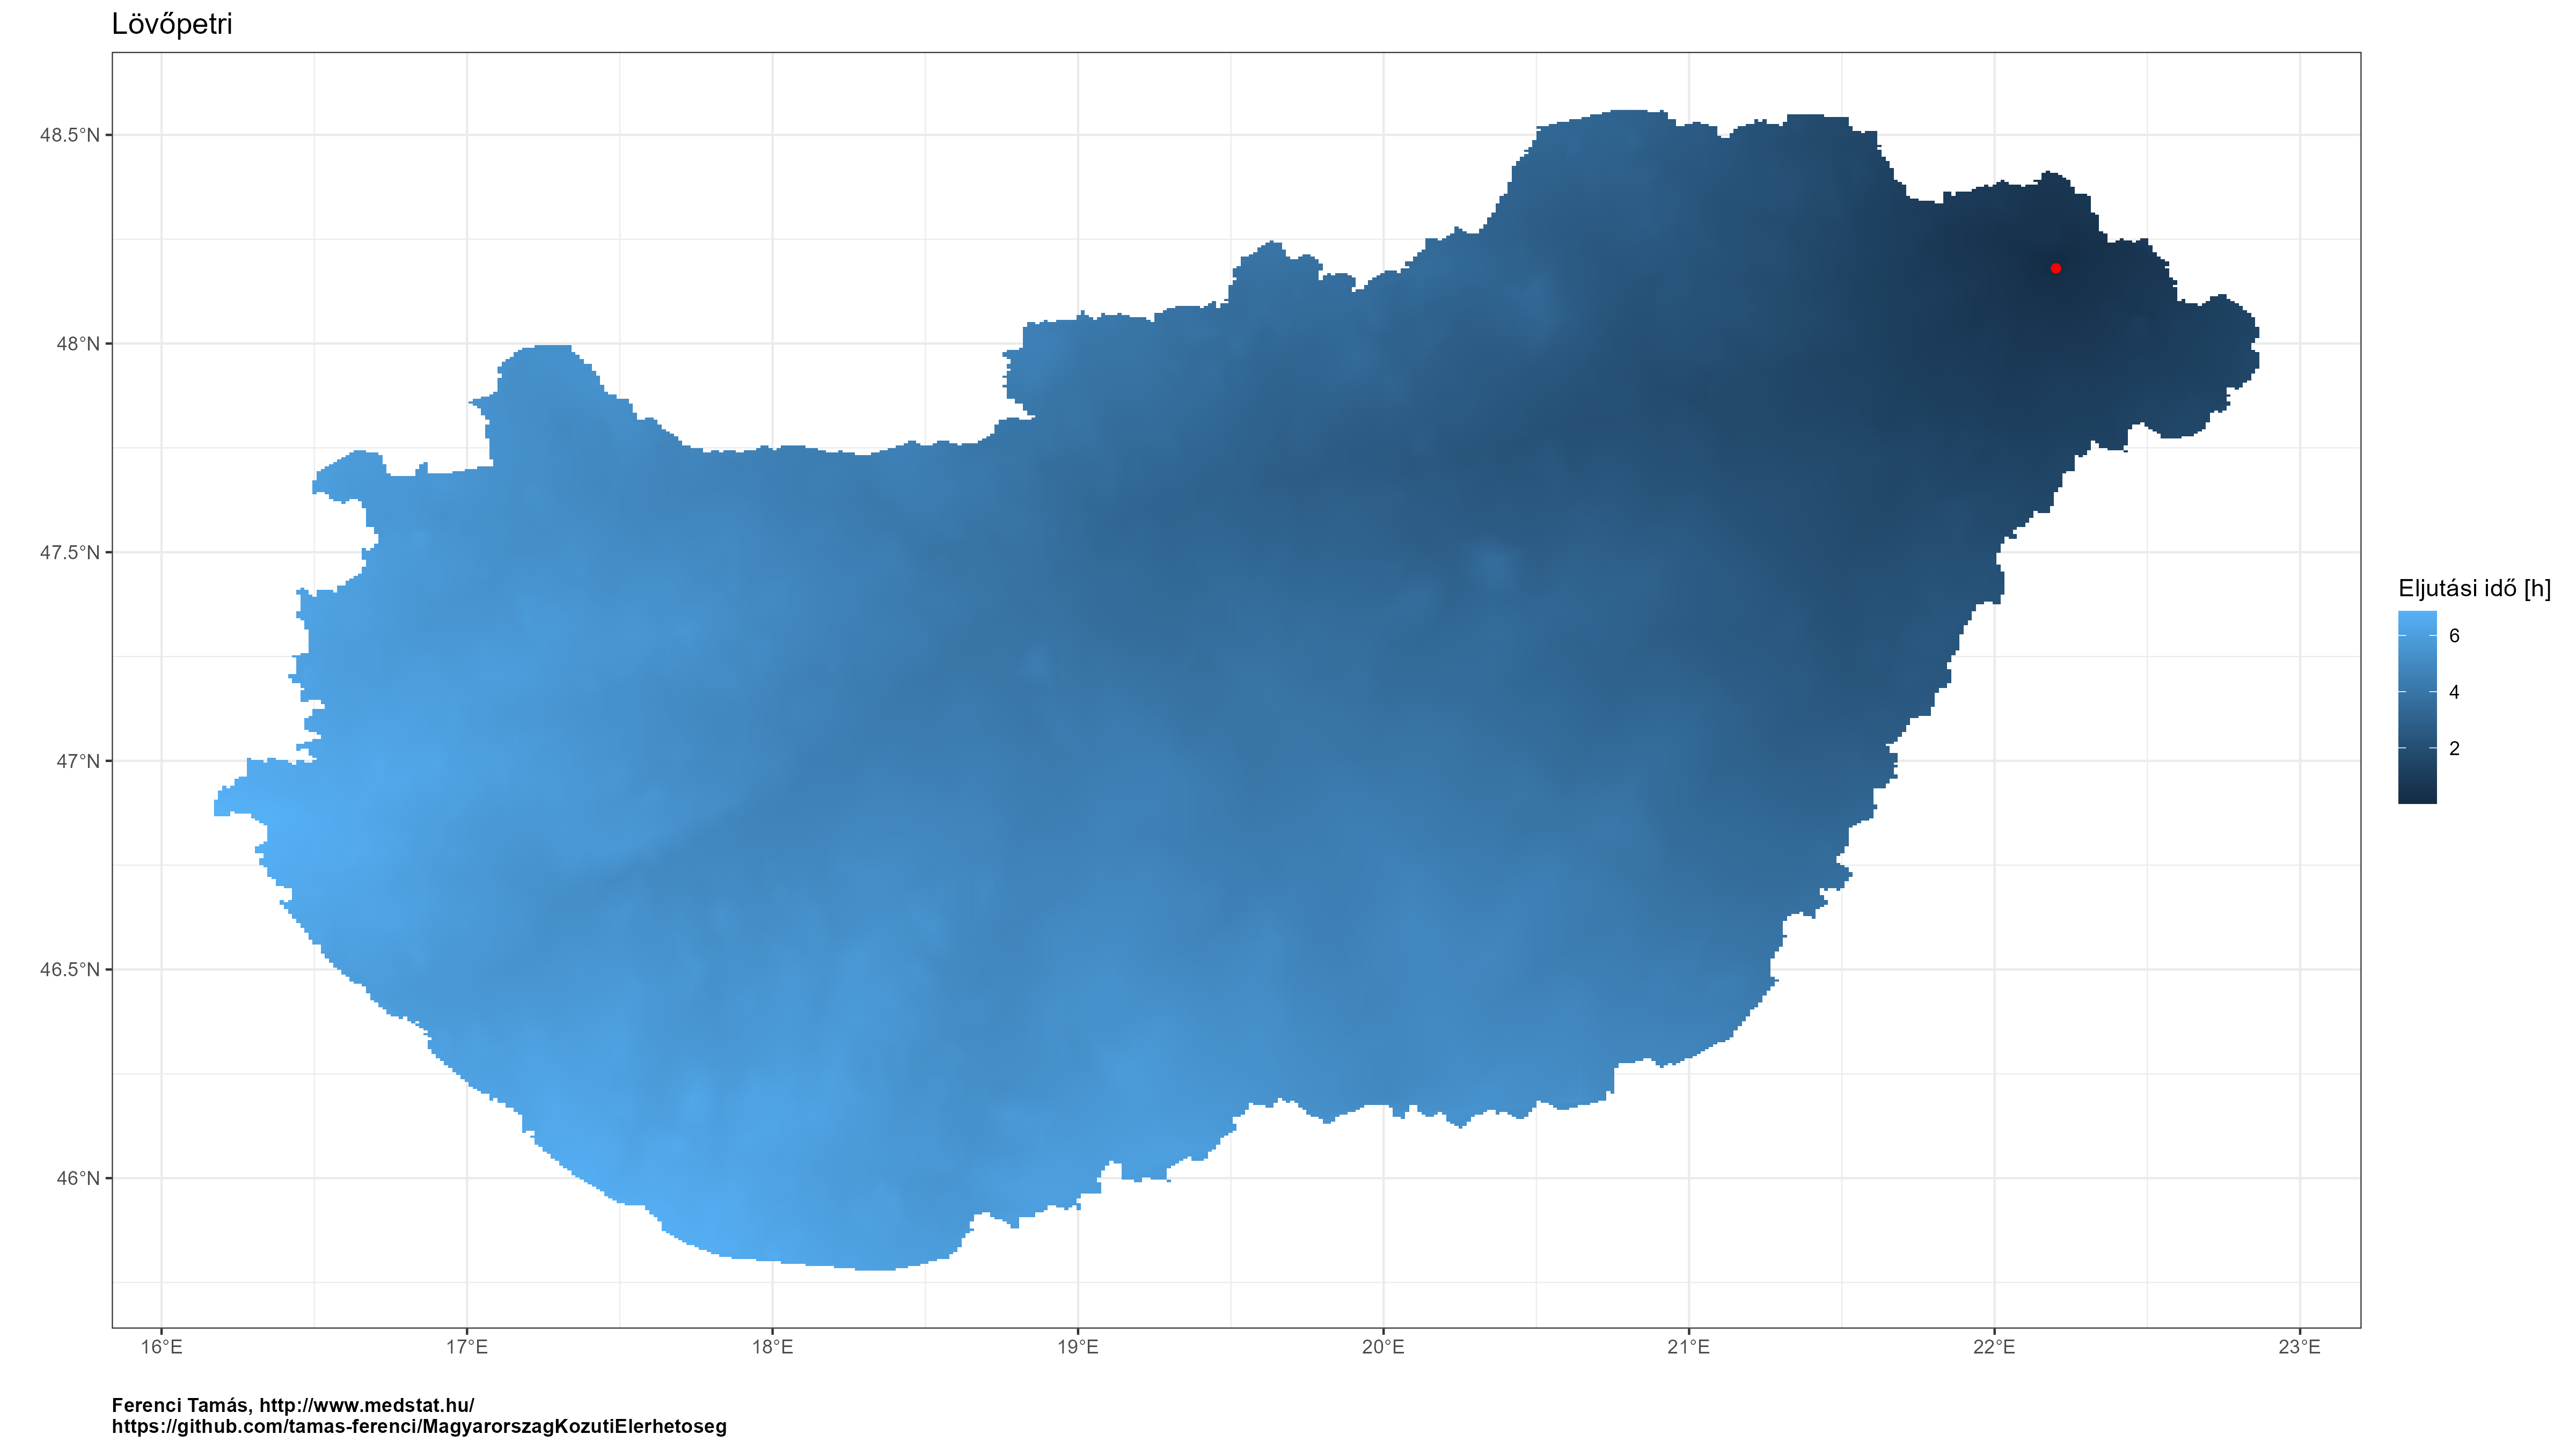 Lövőpetri
48.5°N
48°N
47.5°N
47°N
46.5°N
46°N
16°E 17°E 18°E 19°E 20°E 21°E 22°E 23°E
Eljutási idő [h]
6
4
2
Ferenci Tamás, http://www.medstat.hu/
https://github.com/tamas-ferenci/MagyarorszagKozutiElerhetoseg